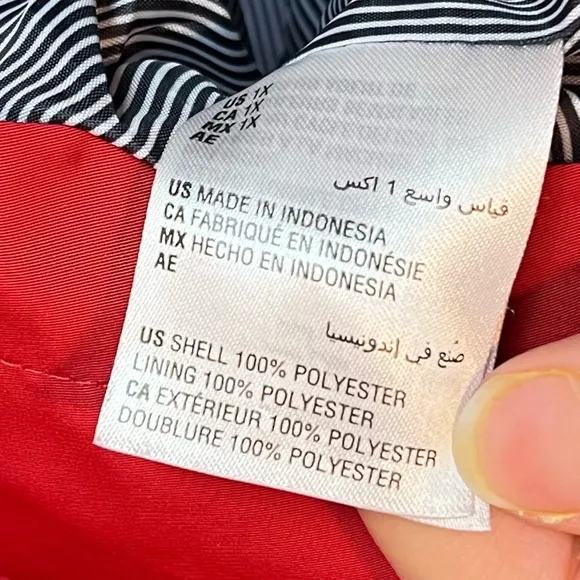 US 1X
CA 1X
MX 1X
AE
قياس واسع 1 اكس
US MADE IN INDONESIA
CA FABRIQUÉ EN INDONÉSIE
MX HECHO EN INDONESIA
AE
صُنع في إندونيسيا
US SHELL 100% POLYESTER
LINING 100% POLYESTER
CA EXTÉRIEUR 100% POLYESTER
DOUBLURE 100% POLYESTER